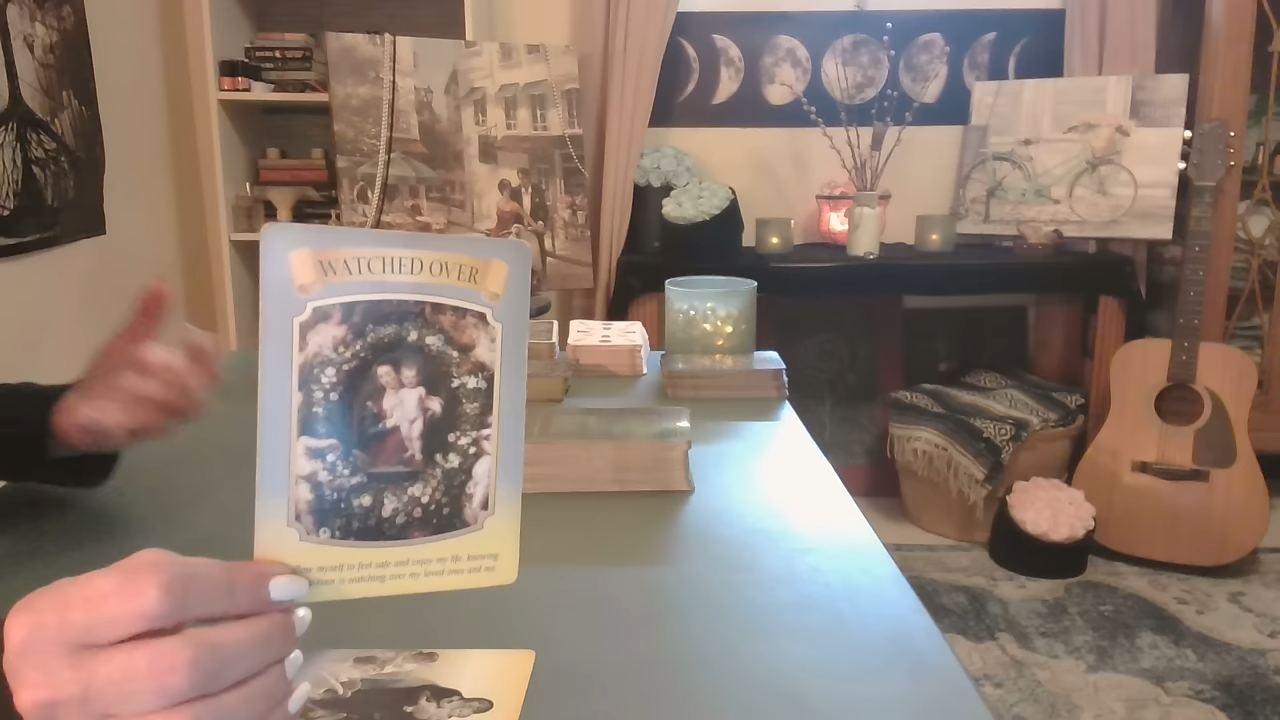 WATCHED OVER
myself to feel safe and enjoy my life, knowing
is watching over my loved ones and me